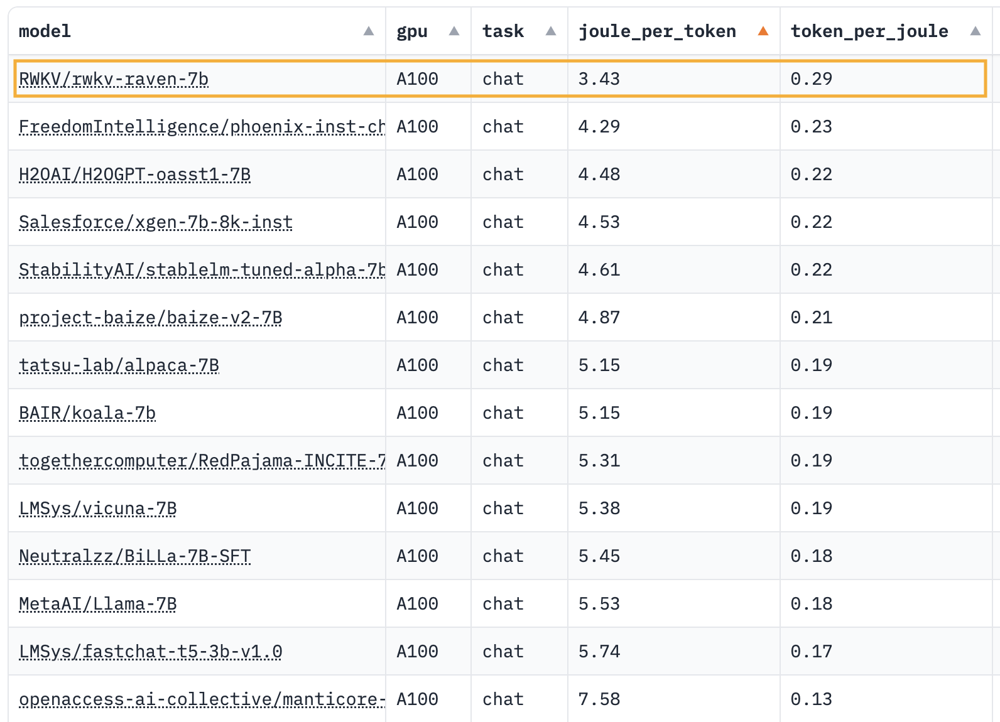 model ▲ gpu ▲ task ▲ joule_per_token ▲ token_per_joule ▲
RWKV/rwkv-raven-7b A100 chat 3.43 0.29
FreedomIntelligence/phoenix-inst-ch A100 chat 4.29 0.23
H2OAI/H2OGPT-oasst1-7B A100 chat 4.48 0.22
Salesforce/xgen-7b-8k-inst A100 chat 4.53 0.22
StabilityAI/stablelm-tuned-alpha-7b A100 chat 4.61 0.22
project-baize/baize-v2-7B A100 chat 4.87 0.21
tatsu-lab/alpaca-7B A100 chat 5.15 0.19
BAIR/koala-7b A100 chat 5.15 0.19
togethercomputer/RedPajama-INCITE-7 A100 chat 5.31 0.19
LMSys/vicuna-7B A100 chat 5.38 0.19
Neutralzz/BiLLa-7B-SFT A100 chat 5.45 0.18
MetaAI/Llama-7B A100 chat 5.53 0.18
LMSys/fastchat-t5-3b-v1.0 A100 chat 5.74 0.17
openaccess-ai-collective/manticore- A100 chat 7.58 0.13